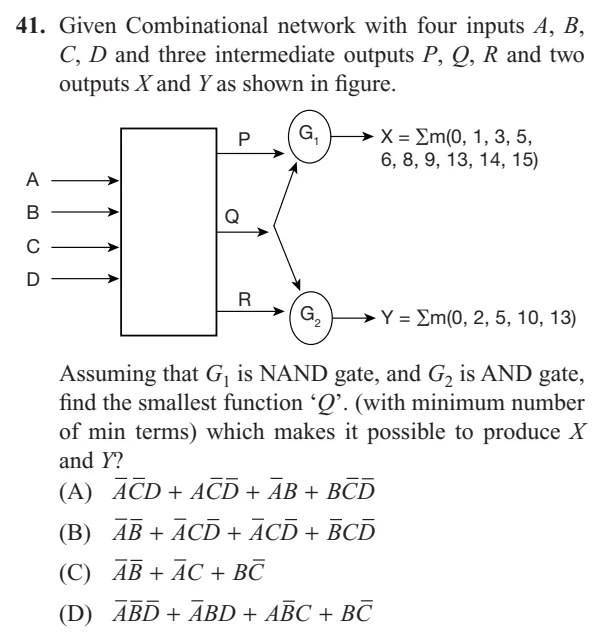 41. Given Combinational network with four inputs A, B,
C, D and three intermediate outputs P, Q, R and two
outputs X and Y as shown in figure.
P
G₁
X = Σm(0, 1, 3, 5,
6, 8, 9, 13, 14, 15)
A
B
Q
C
D
R
G₂
Y = Σm(0, 2, 5, 10, 13)
Assuming that G₁ is NAND gate, and G₂ is AND gate,
find the smallest function ‘Q’. (with minimum number
of min terms) which makes it possible to produce X
and Y?
(A) A̅C̅D + AC̅D̅ + A̅B + BC̅D̅
(B) A̅B̅ + A̅CD̅ + A̅CD̅ + B̅CD̅
(C) A̅B̅ + A̅C + BC̅
(D) A̅B̅D̅ + A̅BD + AB̅C + BC̅